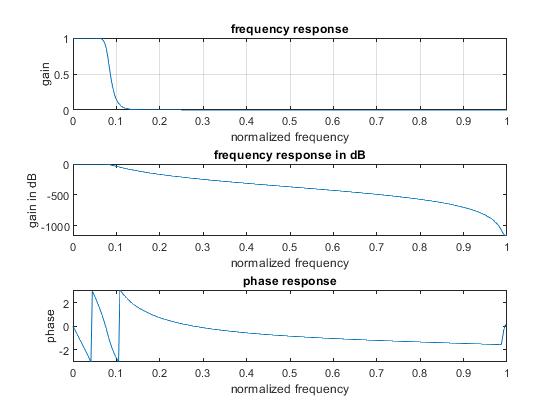 frequency response
1
0.5
0
gain
0 0.1 0.2 0.3 0.4 0.5 0.6 0.7 0.8 0.9 1
normalized frequency
frequency response in dB
0
-500
-1000
gain in dB
0 0.1 0.2 0.3 0.4 0.5 0.6 0.7 0.8 0.9 1
normalized frequency
phase response
2
0
-2
phase
0 0.1 0.2 0.3 0.4 0.5 0.6 0.7 0.8 0.9 1
normalized frequency